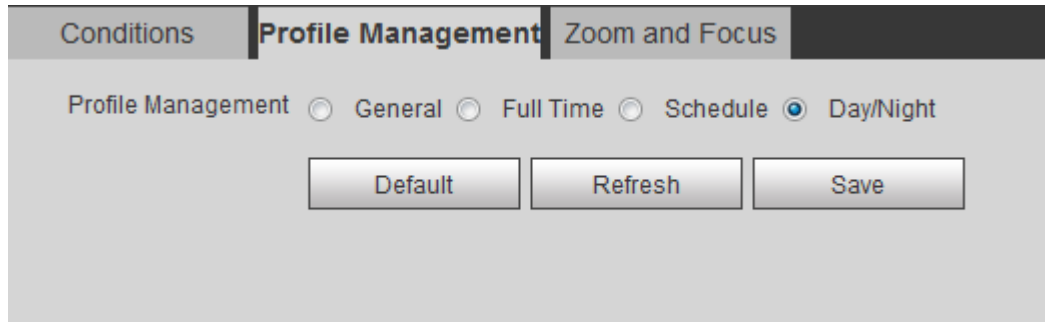 Conditions Profile Management Zoom and Focus
Profile Management General Full Time Schedule Day/Night
Default Refresh Save